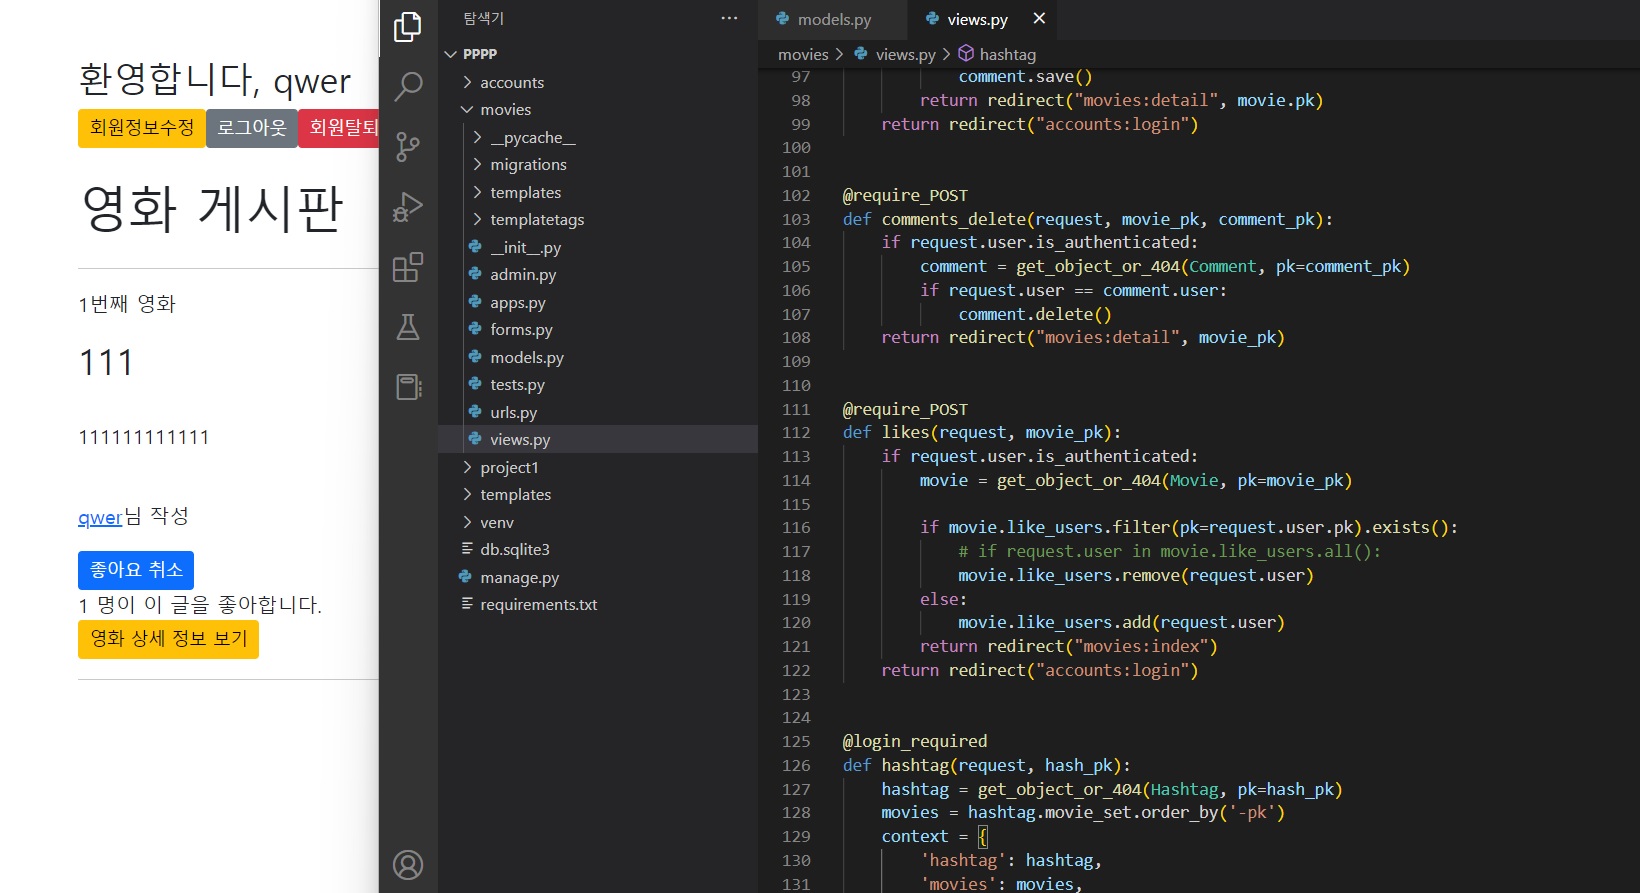 환영합니다, qwer
회원정보수정 로그아웃 회원탈퇴
영화 게시판
1번째 영화
111
111111111111
qwer님 작성
좋아요 취소
1 명이 이 글을 좋아합니다.
영화 상세 정보 보기
탐색기 ...
PPPP
accounts
movies
__pycache__
migrations
templates
templatetags
__init__.py
admin.py
apps.py
forms.py
models.py
tests.py
urls.py
views.py
project1
templates
venv
db.sqlite3
manage.py
requirements.txt
models.py views.py
movies > views.py > hashtag
97 comment.save()
98 return redirect("movies:detail", movie.pk)
99 return redirect("accounts:login")
100
101
102 @require_POST
103 def comments_delete(request, movie_pk, comment_pk):
104 if request.user.is_authenticated:
105 comment = get_object_or_404(Comment, pk=comment_pk)
106 if request.user == comment.user:
107 comment.delete()
108 return redirect("movies:detail", movie_pk)
109
110
111 @require_POST
112 def likes(request, movie_pk):
113 if request.user.is_authenticated:
114 movie = get_object_or_404(Movie, pk=movie_pk)
115
116 if movie.like_users.filter(pk=request.user.pk).exists():
117 # if request.user in movie.like_users.all():
118 movie.like_users.remove(request.user)
119 else:
120 movie.like_users.add(request.user)
121 return redirect("movies:index")
122 return redirect("accounts:login")
123
124
125 @login_required
126 def hashtag(request, hash_pk):
127 hashtag = get_object_or_404(Hashtag, pk=hash_pk)
128 movies = hashtag.movie_set.order_by('-pk')
129 context = {
130 'hashtag': hashtag,
131 'movies': movies,